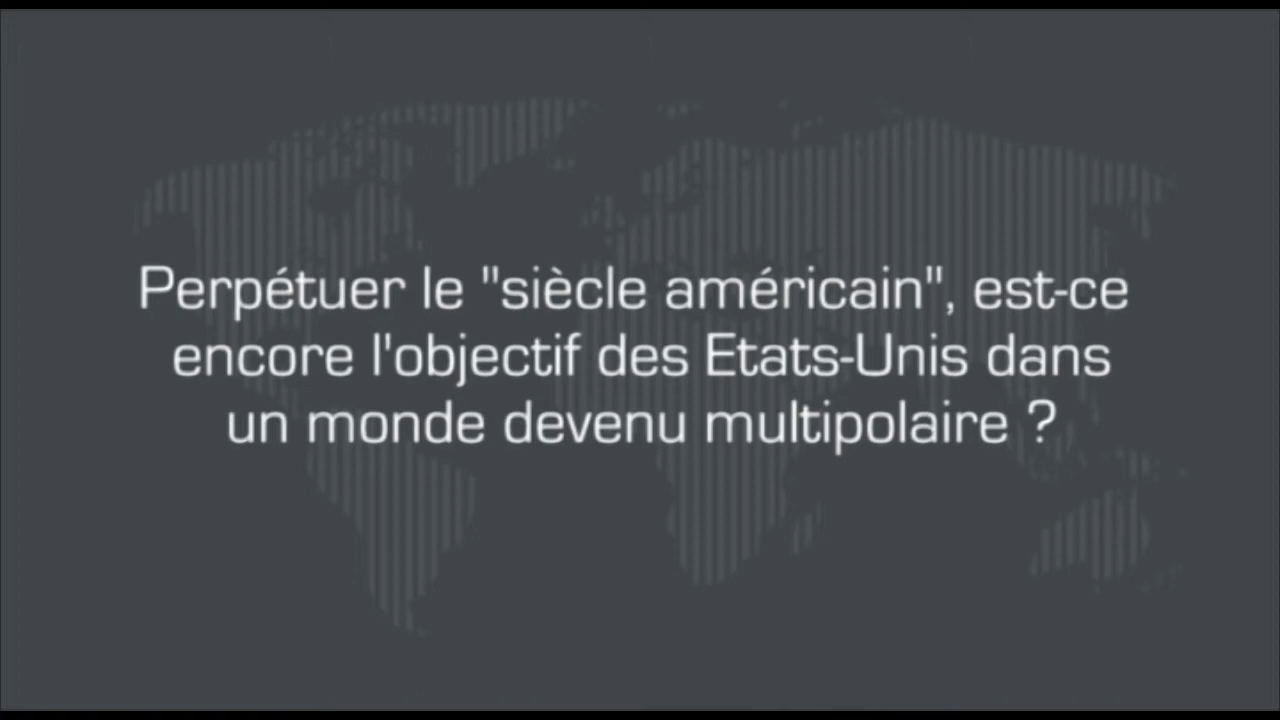 Perpétuer le "siècle américain", est-ce
encore l'objectif des Etats-Unis dans
un monde devenu multipolaire ?